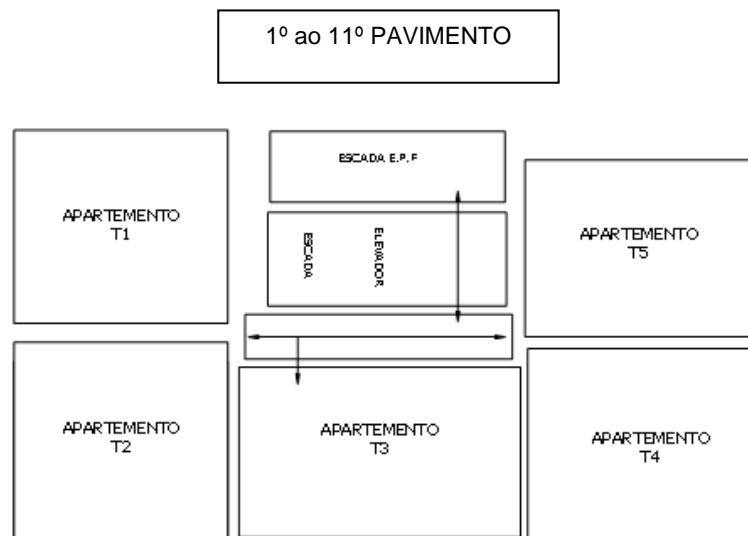 1º ao 11º PAVIMENTO
ESCADA E.P.F
APARTEMENTO
T1
ESCADA
ELEVADOR
APARTEMENTO
T5
APARTEMENTO
T2
APARTEMENTO
T3
APARTEMENTO
T4